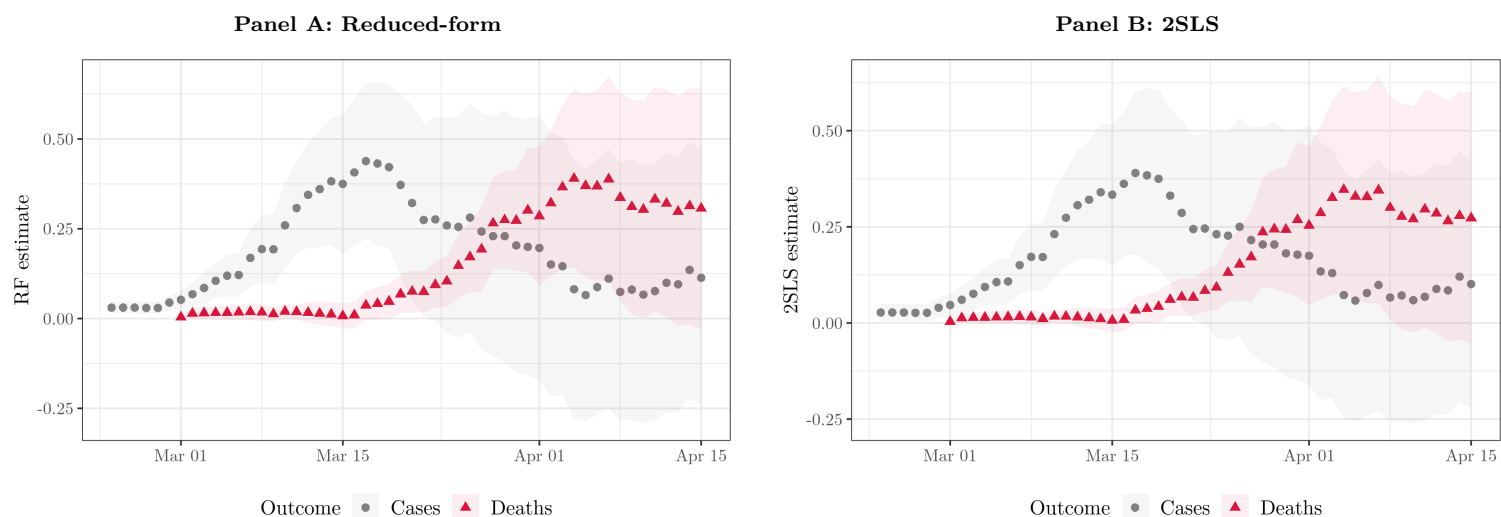 Panel A: Reduced-form
RF estimate
0.50
0.25
0.00
-0.25
Mar 01 Mar 15 Apr 01 Apr 15
Outcome Cases Deaths
Panel B: 2SLS
2SLS estimate
0.50
0.25
0.00
-0.25
Mar 01 Mar 15 Apr 01 Apr 15
Outcome Cases Deaths